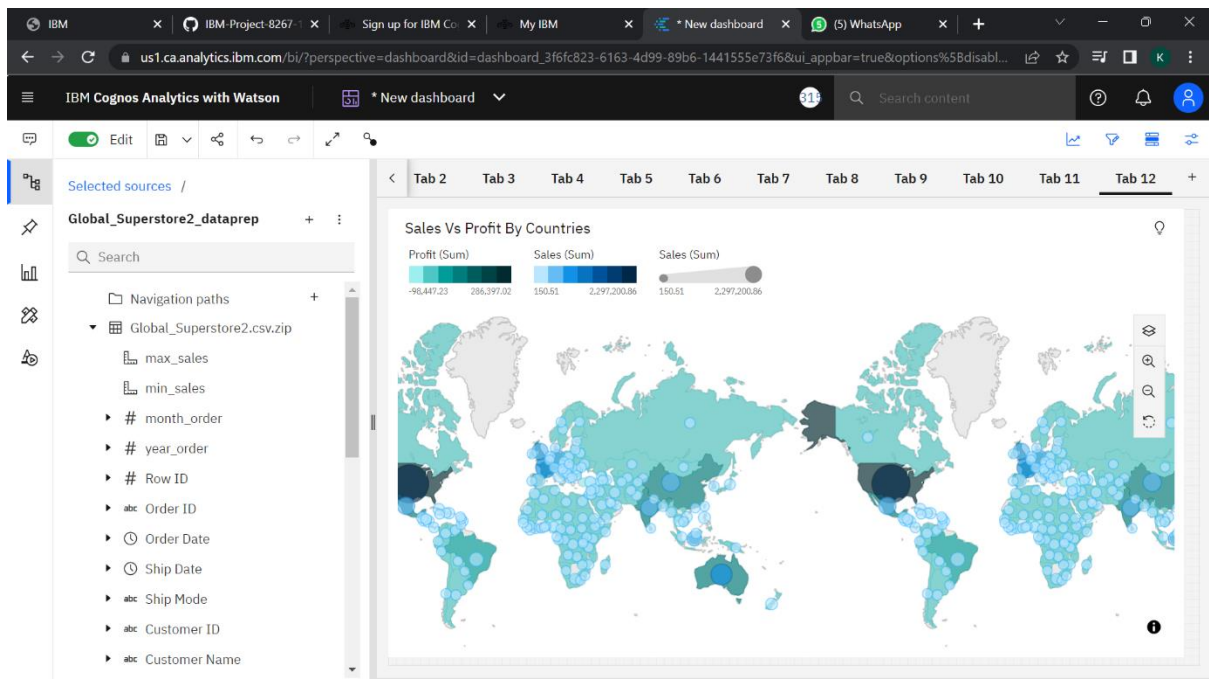 IBM
IBM-Project-8267-1
Sign up for IBM Co
My IBM
* New dashboard
(5) WhatsApp
us1.ca.analytics.ibm.com/bi/?perspective=dashboard&id=dashboard_3f6fc823-6163-4d99-89b6-1441555e73f6&ui_appbar=true&options%5Bdisabl...
K
IBM Cognos Analytics with Watson
* New dashboard
315
Search content
Edit
Selected sources /
Global_Superstore2_dataprep
Search
Navigation paths
Global_Superstore2.csv.zip
max_sales
min_sales
# month_order
# year_order
# Row ID
abc Order ID
Order Date
Ship Date
abc Ship Mode
abc Customer ID
abc Customer Name
Tab 2 Tab 3 Tab 4 Tab 5 Tab 6 Tab 7 Tab 8 Tab 9 Tab 10 Tab 11 Tab 12
Sales Vs Profit By Countries
Profit (Sum) Sales (Sum) Sales (Sum)
-98,447.23 286,397.02 150.51 2,297,200.86 150.51 2,297,200.86